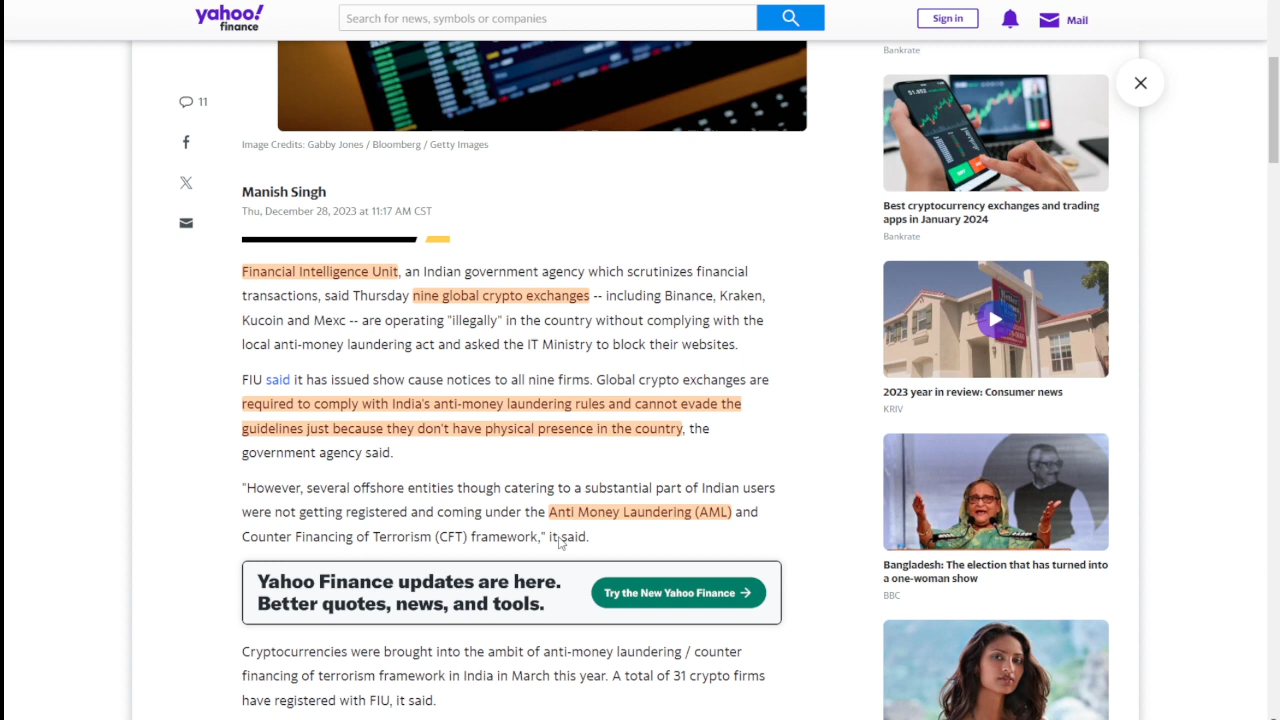 yahoo!
finance
Search for news, symbols or companies
Sign in
Mail
11
Image Credits: Gabby Jones / Bloomberg / Getty Images
Manish Singh
Thu, December 28, 2023 at 11:17 AM CST
Financial Intelligence Unit, an Indian government agency which scrutinizes financial
transactions, said Thursday nine global crypto exchanges -- including Binance, Kraken,
Kucoin and Mexc -- are operating "illegally" in the country without complying with the
local anti-money laundering act and asked the IT Ministry to block their websites.
FIU said it has issued show cause notices to all nine firms. Global crypto exchanges are
required to comply with India's anti-money laundering rules and cannot evade the
guidelines just because they don't have physical presence in the country, the
government agency said.
"However, several offshore entities though catering to a substantial part of Indian users
were not getting registered and coming under the Anti Money Laundering (AML) and
Counter Financing of Terrorism (CFT) framework," it said.
Yahoo Finance updates are here.
Better quotes, news, and tools.
Try the New Yahoo Finance →
Cryptocurrencies were brought into the ambit of anti-money laundering / counter
financing of terrorism framework in India in March this year. A total of 31 crypto firms
have registered with FIU, it said.
Bankrate
Best cryptocurrency exchanges and trading
apps in January 2024
Bankrate
2023 year in review: Consumer news
KRIV
Bangladesh: The election that has turned into
a one-woman show
BBC